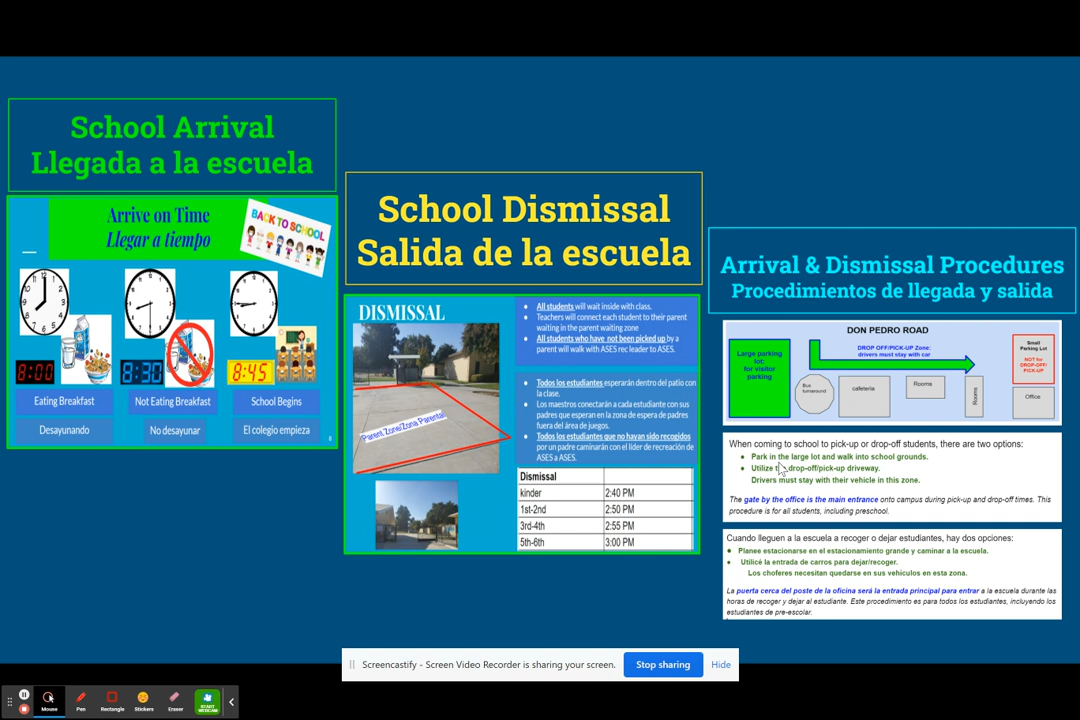 School Arrival
Llegada a la escuela
Arrive on Time
Llegar a tiempo
BACK TO SCHOOL
8:00
8:30
8:45
Eating Breakfast
Not Eating Breakfast
School Begins
Desayunando
No desayunar
El colegio empieza
8
School Dismissal
Salida de la escuela
DISMISSAL
All students will wait inside with class.
Teachers will connect each student to their parent
waiting in the parent waiting zone
All students who have not been picked up by a
parent will walk with ASES rec leader to ASES.
Todos los estudiantes esperarán dentro del patio con
la clase.
Los maestros conectarán a cada estudiante con sus
padres que esperan en la zona de espera de padres
fuera del área de juegos.
Todos los estudiantes que no hayan sido recogidos
por un padre caminarán con el líder de recreación de
ASES a ASES.
Parent Zone/Zona Parental
Dismissal
kinder 2:40 PM
1st-2nd 2:50 PM
3rd-4th 2:55 PM
5th-6th 3:00 PM
Arrival & Dismissal Procedures
Procedimientos de llegada y salida
DON PEDRO ROAD
Large parking
lot:
for visitor
parking
DROP OFF/PICK-UP Zone:
drivers must stay with car
Small
Parking Lot
NOT for
DROP-OFF/
PICK-UP
Bus
turnaround
cafeteria
Rooms
Rooms
Office
When coming to school to pick-up or drop-off students, there are two options:
Park in the large lot and walk into school grounds.
Utilize the drop-off/pick-up driveway.
Drivers must stay with their vehicle in this zone.
The gate by the office is the main entrance onto campus during pick-up and drop-off times. This
procedure is for all students, including preschool.
Cuando lleguen a la escuela a recoger o dejar estudiantes, hay dos opciones:
Planee estacionarse en el estacionamiento grande y caminar a la escuela.
Utilicé la entrada de carros para dejar/recoger.
Los choferes necesitan quedarse en sus vehículos en esta zona.
La puerta cerca del poste de la oficina será la entrada principal para entrar a la escuela durante las
horas de recoger y dejar al estudiante. Este procedimiento es para todos los estudiantes, incluyendo los
estudiantes de pre-escolar.
Screencastify - Screen Video Recorder is sharing your screen.
Stop sharing
Hide
Mouse
Pen
Rectangle
Stickers
Eraser
START
WEBCAM